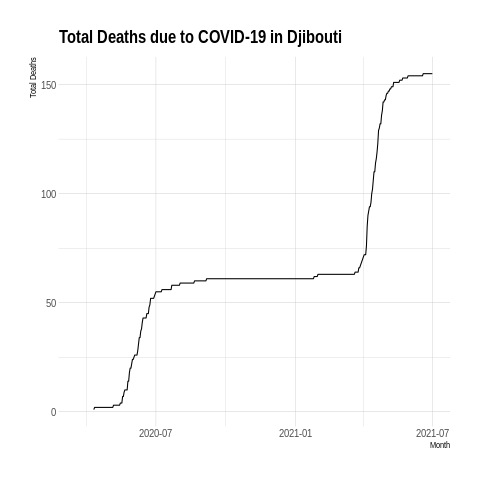 Total Deaths due to COVID-19 in Djibouti
Total Deaths
150
100
50
0
2020-07 2021-01 2021-07
Month